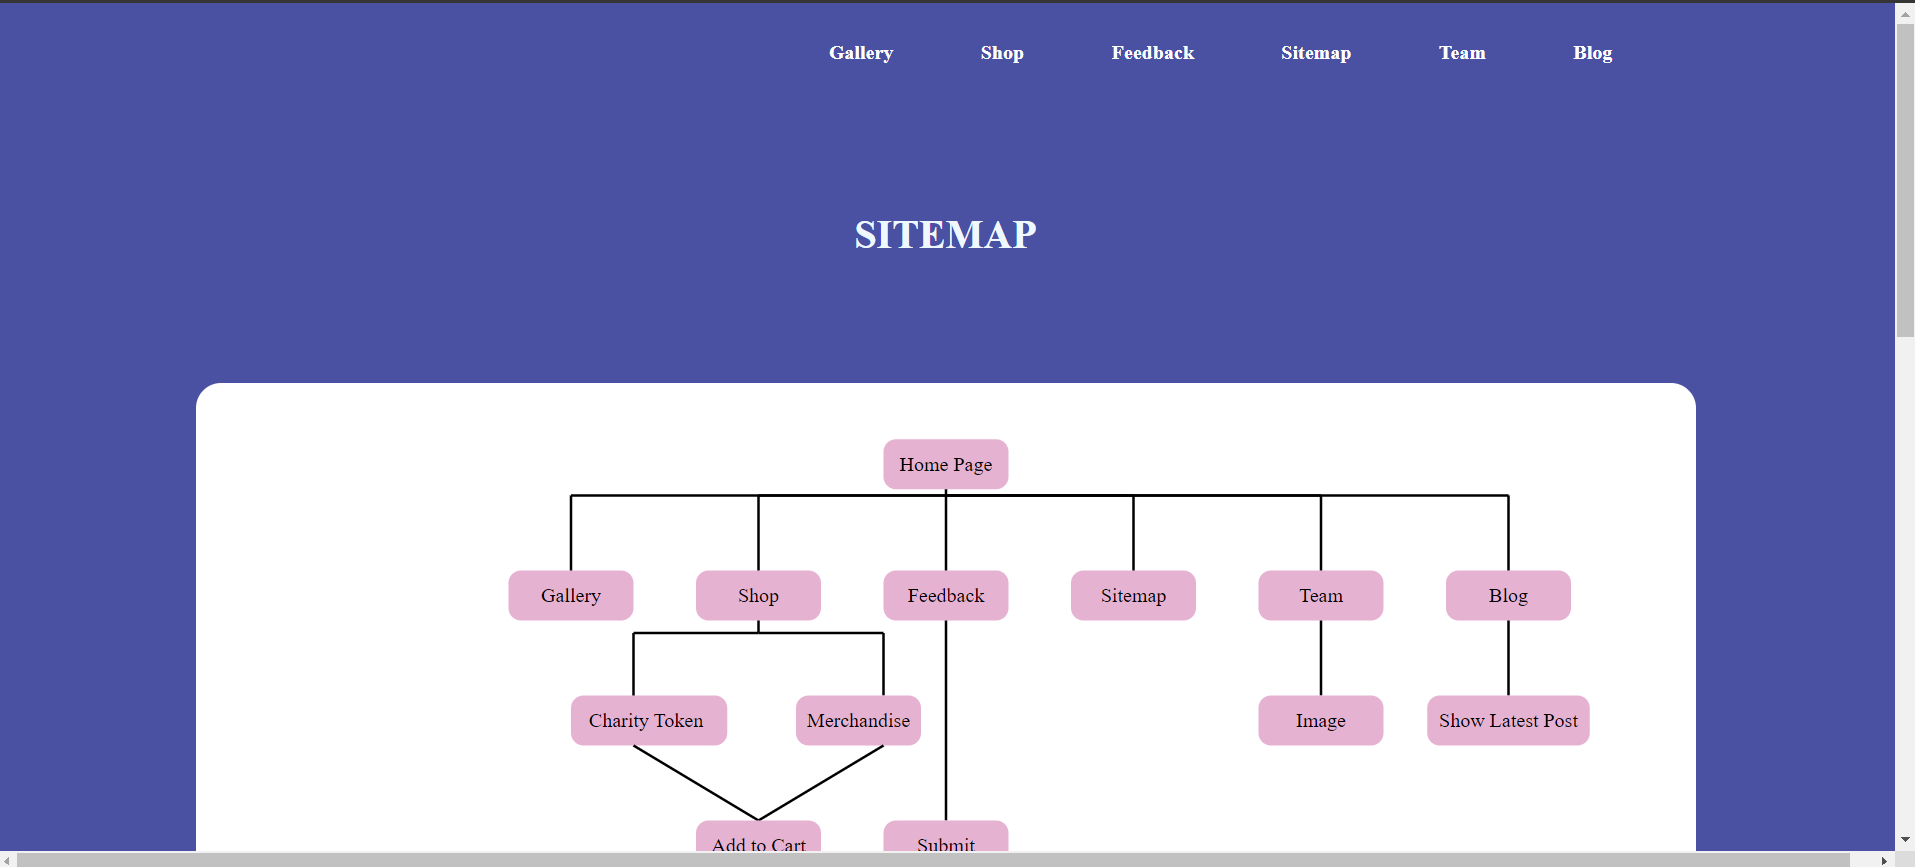 Gallery Shop Feedback Sitemap Team Blog
SITEMAP
Home Page
Gallery Shop Feedback Sitemap Team Blog
Charity Token Merchandise Image Show Latest Post
Add to Cart Submit